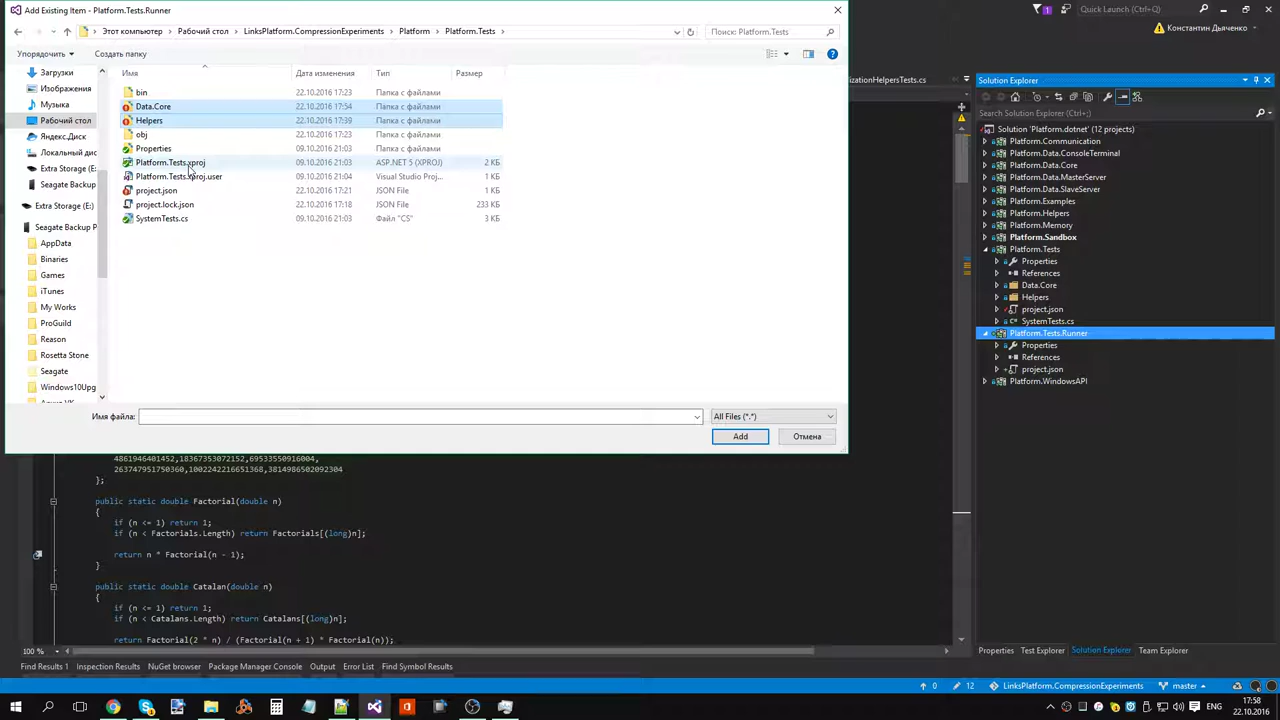 Add Existing Item - Platform.Tests.Runner
1
Quick Launch (Ctrl+Q)
Этот компьютер > Рабочий стол > LinksPlatform.CompressionExperiments > Platform > Platform.Tests >
Поиск: Platform.Tests
Константин Дьяченко
Упорядочить
Создать папку
Загрузки
Изображения
Музыка
Рабочий стол
Яндекс.Диск
Локальный дис
Extra Storage (E:
Seagate Backup
Extra Storage (E:)
Seagate Backup P
AppData
Binaries
Games
iTunes
My Works
ProGuild
Reason
Rosetta Stone
Seagate
Windows10Upg
Имя Дата изменения Тип Размер
bin 22.10.2016 17:23 Папка с файлами
Data.Core 22.10.2016 17:54 Папка с файлами
Helpers 22.10.2016 17:39 Папка с файлами
obj 22.10.2016 17:23 Папка с файлами
Properties 09.10.2016 21:03 Папка с файлами
Platform.Tests.xproj 09.10.2016 21:03 ASP.NET 5 (XPROJ) 2 КБ
Platform.Tests.xproj.user 09.10.2016 21:04 Visual Studio Proj... 1 КБ
project.json 22.10.2016 17:21 JSON File 1 КБ
project.lock.json 22.10.2016 17:18 JSON File 233 КБ
SystemTests.cs 09.10.2016 21:03 Файл "CS" 3 КБ
Имя файла:
All Files (*.*)
Add
Отмена
izationHelpersTests.cs
Solution Explorer
Search Solution Explorer (Ctrl+;)
Solution 'Platform.dotnet' (12 projects)
Platform.Communication
Platform.Data.ConsoleTerminal
Platform.Data.Core
Platform.Data.MasterServer
Platform.Data.SlaveServer
Platform.Examples
Platform.Helpers
Platform.Memory
Platform.Sandbox
Platform.Tests
Properties
References
Data.Core
Helpers
project.json
SystemTests.cs
Platform.Tests.Runner
Properties
References
project.json
Platform.WindowsAPI
4861946401452,18367353072152,69533550916004,
263747951750360,1002242216651368,3814986502092304
};
public static double Factorial(double n)
{
if (n <= 1) return 1;
if (n < Factorials.Length) return Factorials[(long)n];
return n * Factorial(n - 1);
}
public static double Catalan(double n)
{
if (n <= 1) return 1;
if (n < Catalans.Length) return Catalans[(long)n];
return Factorial(2 * n) / (Factorial(n + 1) * Factorial(n));
100 %
Properties Test Explorer Solution Explorer Team Explorer
Find Results 1 Inspection Results NuGet browser Package Manager Console Output Error List Find Symbol Results
0
12
LinksPlatform.CompressionExperiments
master
ENG
17:58
22.10.2016